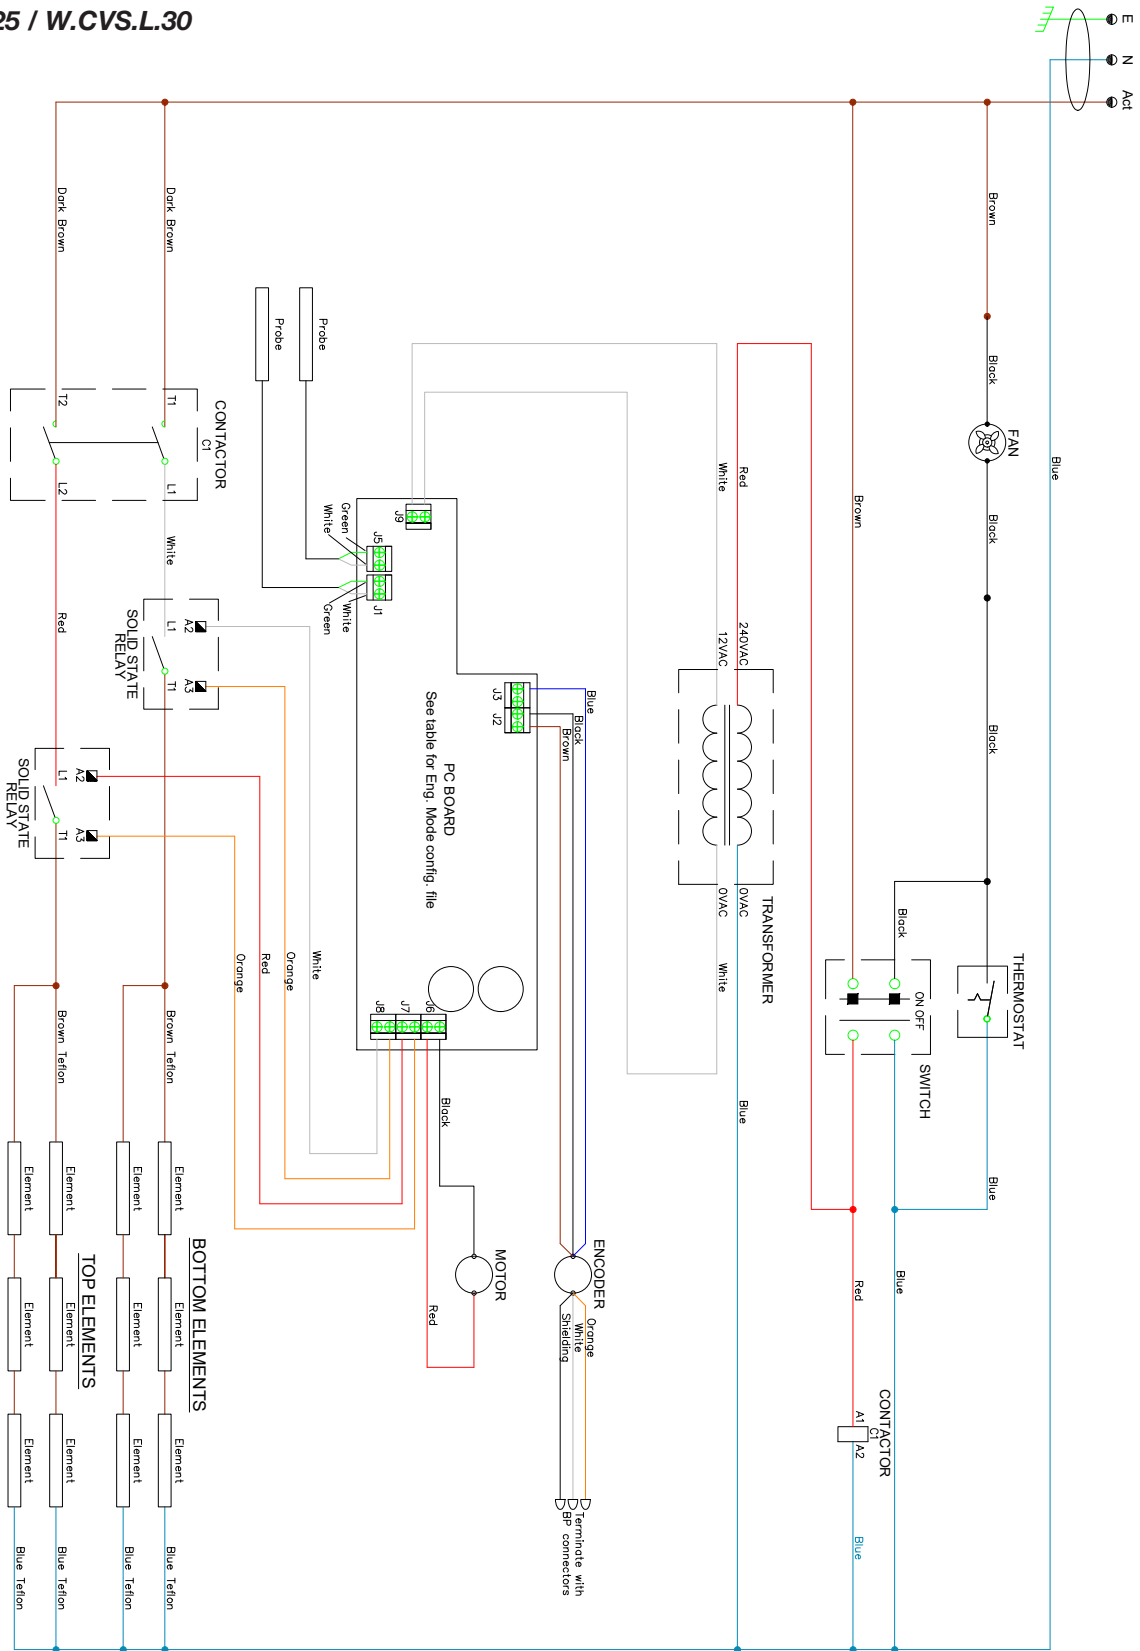 25 / W.CVS.L.30
E
N
Act
Brown
Black
FAN
Black
Black
Blue
Brown
Black
THERMOSTAT
ON OFF
SWITCH
Blue
Blue
Red
CONTACTOR
C1
A1
A2
Blue
Red
White
240VAC
12VAC
0VAC
0VAC
TRANSFORMER
White
Blue
Dark Brown
Dark Brown
Probe
Probe
T2
T1
L2
L1
CONTACTOR
C1
White
Red
Green
White
J9
J5
J1
White
Green
J3
J2
Blue
Black
Brown
PC BOARD
See table for Eng. Mode config. file
J8
J7
J6
L1
A2
T1
A3
SOLID STATE
RELAY
L1
A2
T1
A3
SOLID STATE
RELAY
White
Orange
Red
Orange
Black
MOTOR
Red
ENCODER
Orange
White
Shielding
Terminate with
BP connectors
Brown Teflon
Brown Teflon
Element
Element
Element
Element
BOTTOM ELEMENTS
TOP ELEMENTS
Element
Element
Element
Element
Element
Element
Element
Element
Blue Teflon
Blue Teflon
Blue Teflon
Blue Teflon